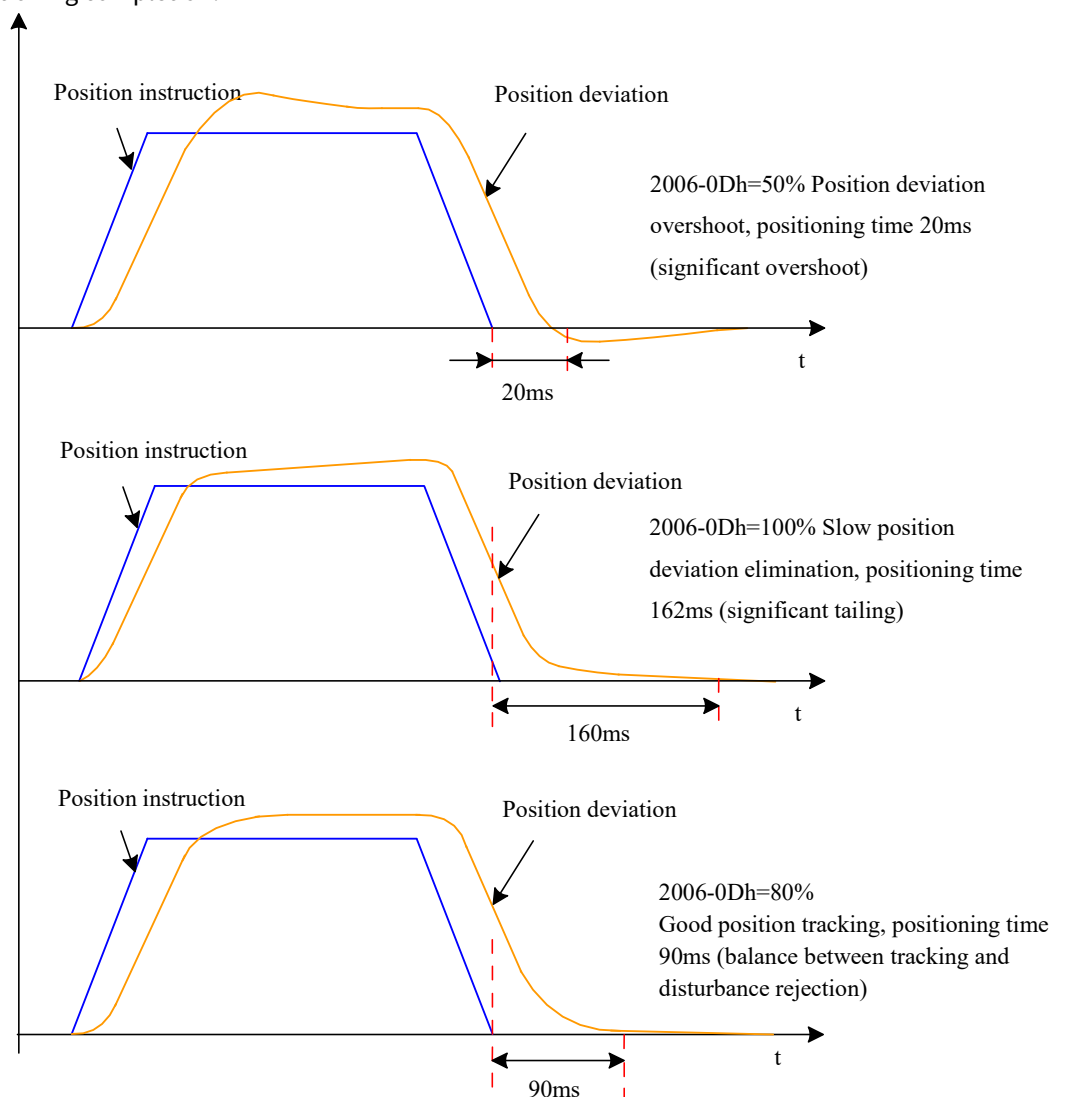 Position instruction
Position deviation
2006-0Dh=50% Position deviation
overshoot, positioning time 20ms
(significant overshoot)
t
20ms
Position instruction
Position deviation
2006-0Dh=100% Slow position
deviation elimination, positioning time
162ms (significant tailing)
t
160ms
Position instruction
Position deviation
2006-0Dh=80%
Good position tracking, positioning time
90ms (balance between tracking and
disturbance rejection)
t
90ms